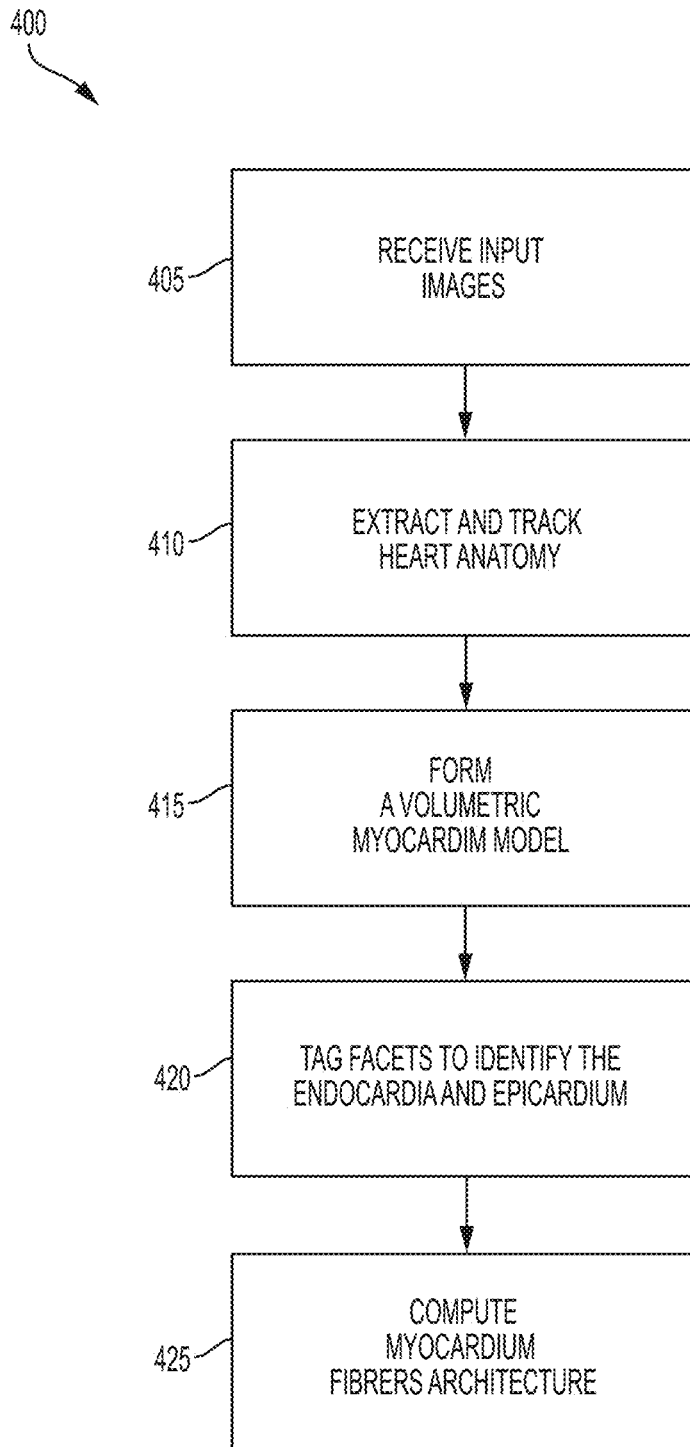 400
RECEIVE INPUT
IMAGES
405
EXTRACT AND TRACK
HEART ANATOMY
410
FORM
A VOLUMETRIC
MYOCARDIM MODEL
415
TAG FACETS TO IDENTIFY THE
ENDOCARDIA AND EPICARDIUM
420
COMPUTE
MYOCARDIUM
FIBRERS ARCHITECTURE
425